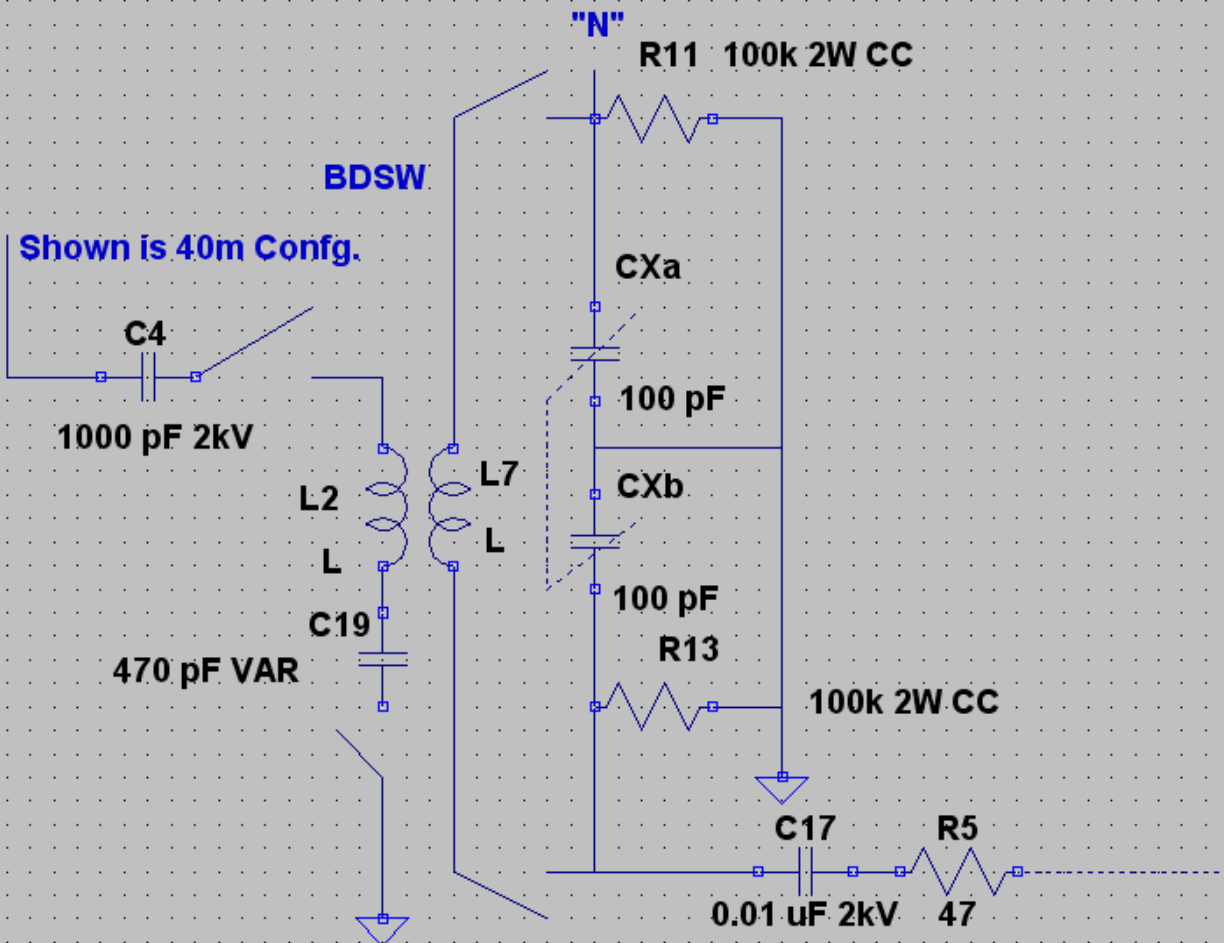 "N"
R11 100k 2W CC
BDSW
Shown is 40m Confg.
CXa
C4
100 pF
1000 pF 2kV
L7
CXb
L2
L
L
100 pF
C19
R13
470 pF VAR
100k 2W CC
C17
R5
0.01 uF 2kV
47